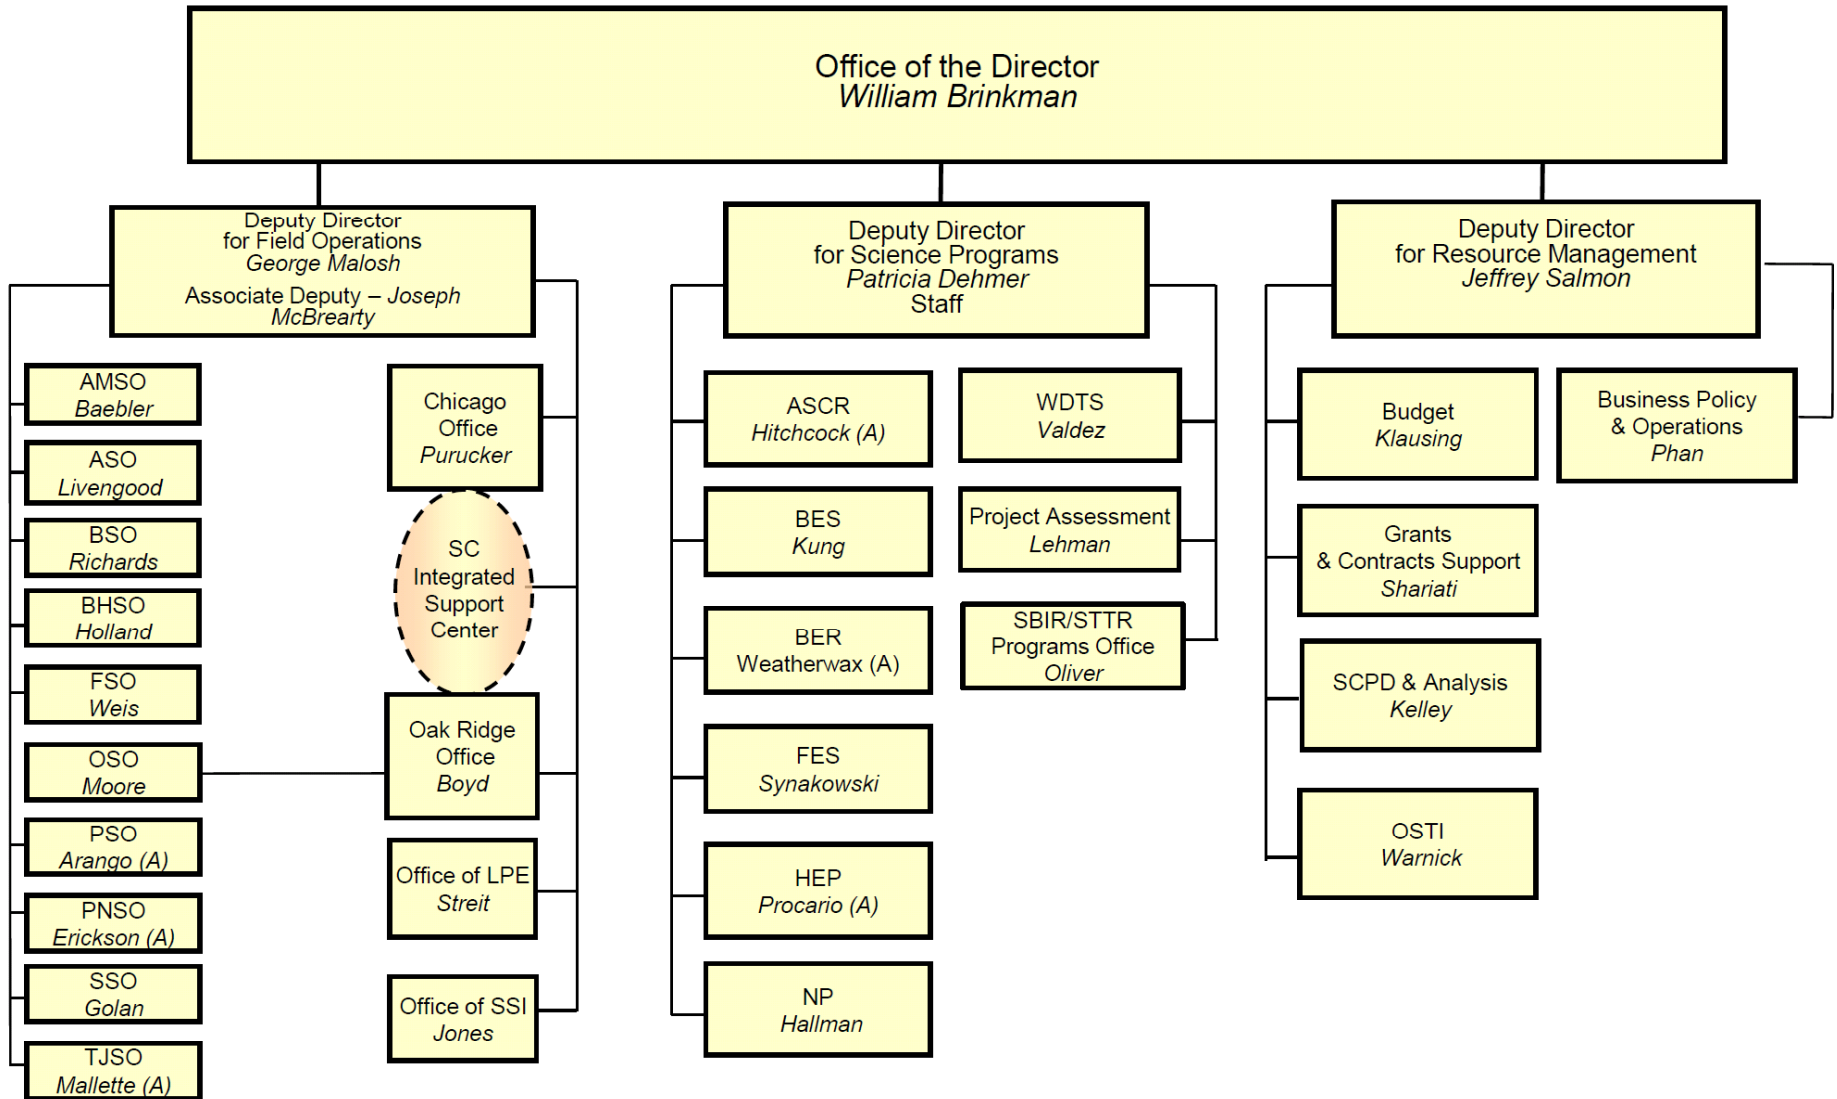 Office of the Director
William Brinkman
Deputy Director
for Field Operations
George Malosh
Associate Deputy – Joseph
McBrearty
AMSO
Baebler
ASO
Livengood
BSO
Richards
BHSO
Holland
FSO
Weis
OSO
Moore
PSO
Arango (A)
PNSO
Erickson (A)
SSO
Golan
TJSO
Mallette (A)
Chicago
Office
Purucker
SC
Integrated
Support
Center
Oak Ridge
Office
Boyd
Office of LPE
Streit
Office of SSI
Jones
Deputy Director
for Science Programs
Patricia Dehmer
Staff
ASCR
Hitchcock (A)
BES
Kung
BER
Weatherwax (A)
FES
Synakowski
HEP
Procario (A)
NP
Hallman
WDTS
Valdez
Project Assessment
Lehman
SBIR/STTR
Programs Office
Oliver
Deputy Director
for Resource Management
Jeffrey Salmon
Budget
Klausing
Grants
& Contracts Support
Shariati
SCPD & Analysis
Kelley
OSTI
Warnick
Business Policy
& Operations
Phan